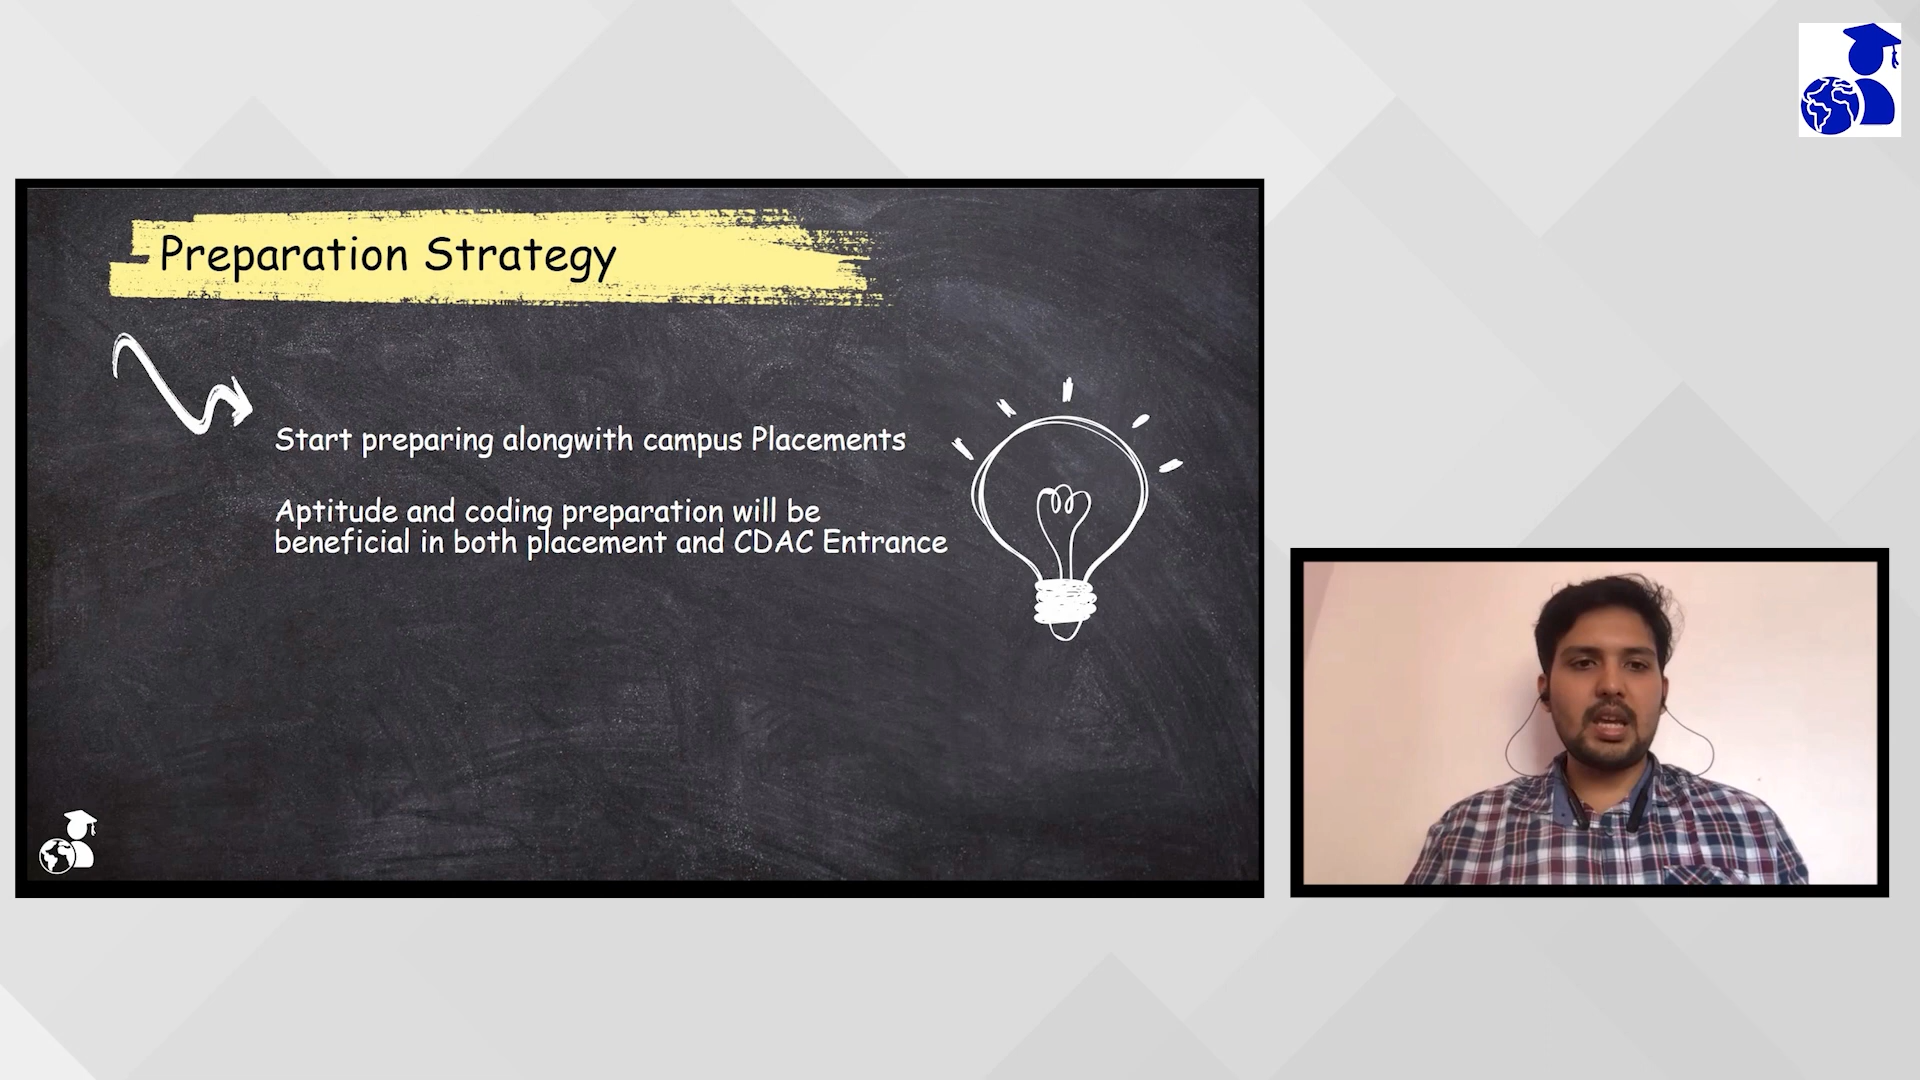 Preparation Strategy
Start preparing alongwith campus Placements
Aptitude and coding preparation will be
beneficial in both placement and CDAC Entrance